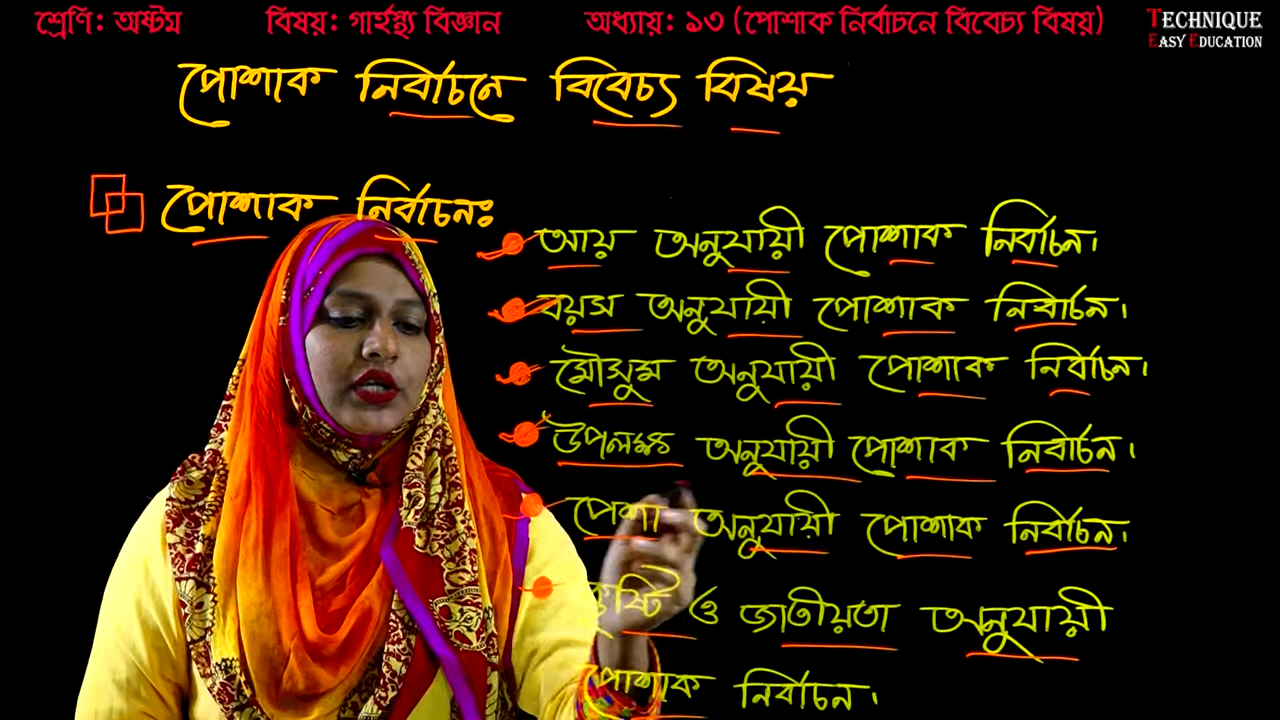 শ্রেণি: অষ্টম বিষয়: গার্হস্থ্য বিজ্ঞান অধ্যায়: ১৩ (পোশাক নির্বাচনে বিবেচ্য বিষয়)
TECHNIQUE
EASY EDUCATION
পোশাক নির্বাচনে বিবেচ্য বিষয়
পোশাক নির্বাচনঃ
আয় অনুযায়ী পোশাক নির্বাচন।
বয়স অনুযায়ী পোশাক নির্বাচন।
মৌসুম অনুযায়ী পোশাক নির্বাচন।
উপলক্ষ্য অনুযায়ী পোশাক নির্বাচন।
পেশা অনুযায়ী পোশাক নির্বাচন।
কৃষ্টি ও জাতীয়তা অনুযায়ী
পোশাক নির্বাচন।